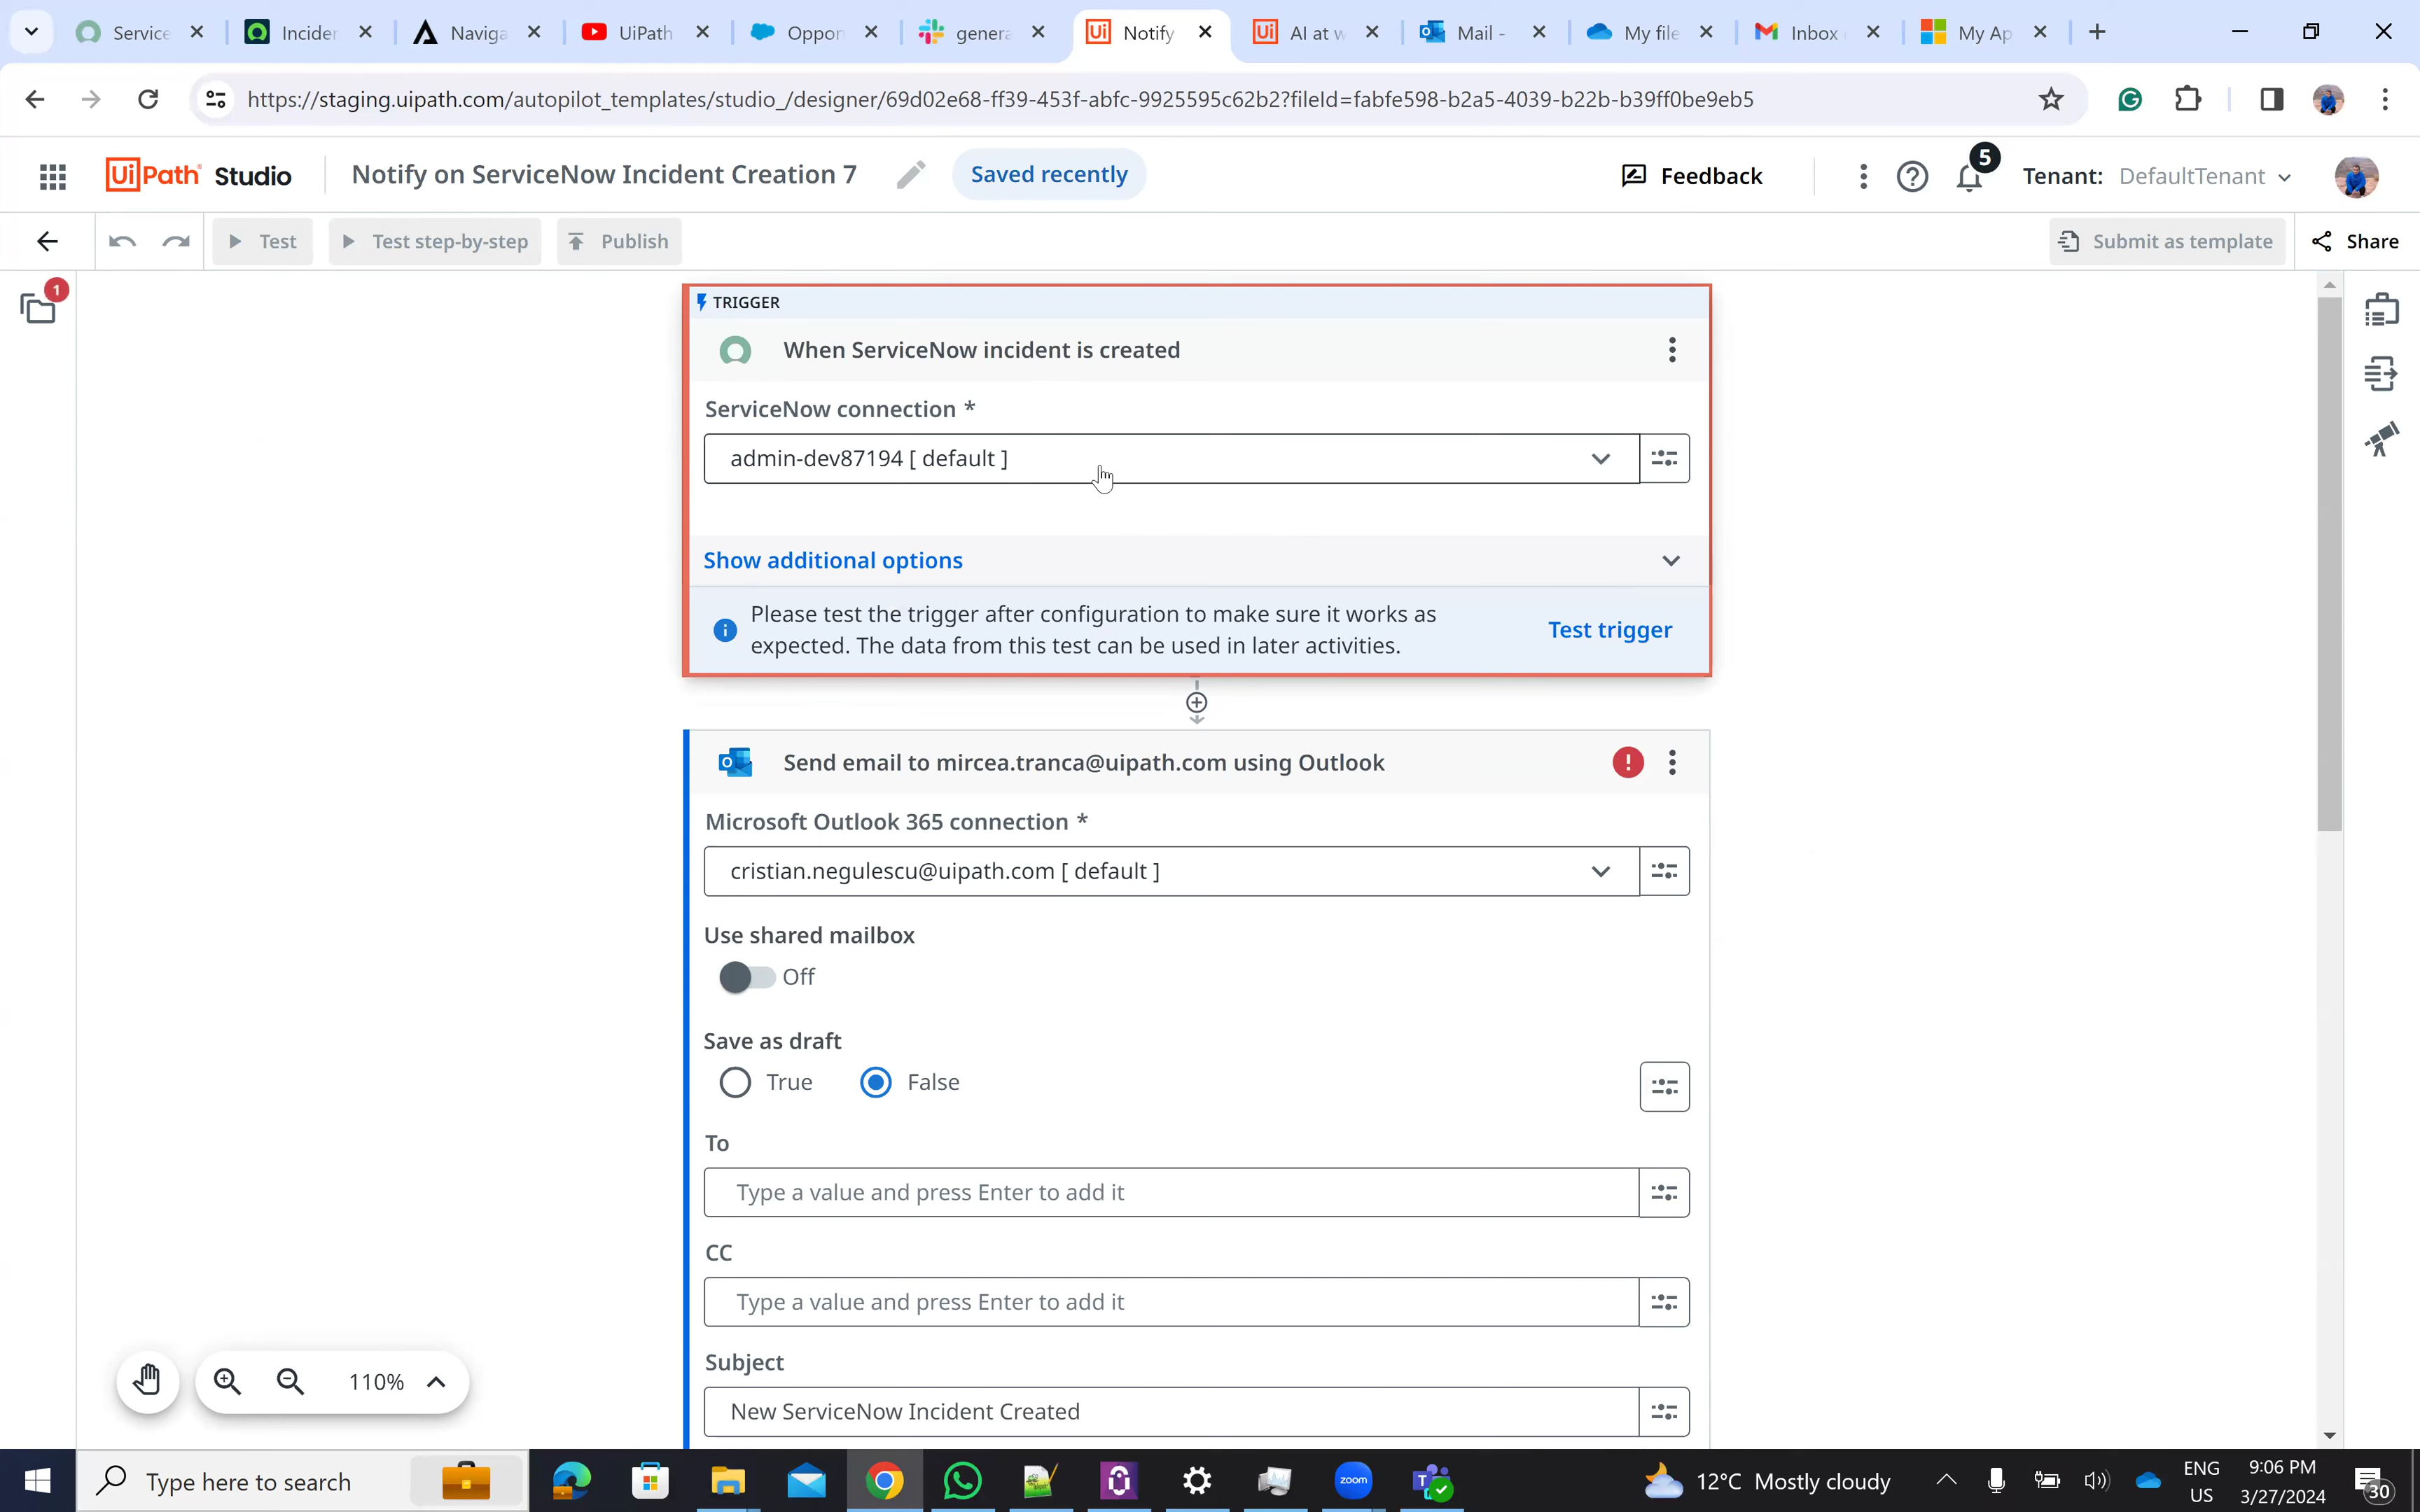 Service
Inciden
Naviga
UiPath
Oppor
genera
Notify
AI at w
Mail -
My file
Inbox
My Ap
https://staging.uipath.com/autopilot_templates/studio_/designer/69d02e68-ff39-453f-abfc-9925595c62b2?fileId=fabfe598-b2a5-4039-b22b-b39ff0be9eb5
UiPath Studio
Notify on ServiceNow Incident Creation 7
Saved recently
Feedback
5
Tenant: DefaultTenant
Test
Test step-by-step
Publish
Submit as template
Share
1
TRIGGER
When ServiceNow incident is created
ServiceNow connection *
admin-dev87194 [ default ]
Show additional options
Please test the trigger after configuration to make sure it works as
expected. The data from this test can be used in later activities.
Test trigger
Send email to mircea.tranca@uipath.com using Outlook
Microsoft Outlook 365 connection *
cristian.negulescu@uipath.com [ default ]
Use shared mailbox
Off
Save as draft
True
False
To
Type a value and press Enter to add it
CC
Type a value and press Enter to add it
Subject
New ServiceNow Incident Created
110%
Type here to search
zoom
12°C Mostly cloudy
ENG
US
9:06 PM
3/27/2024
30